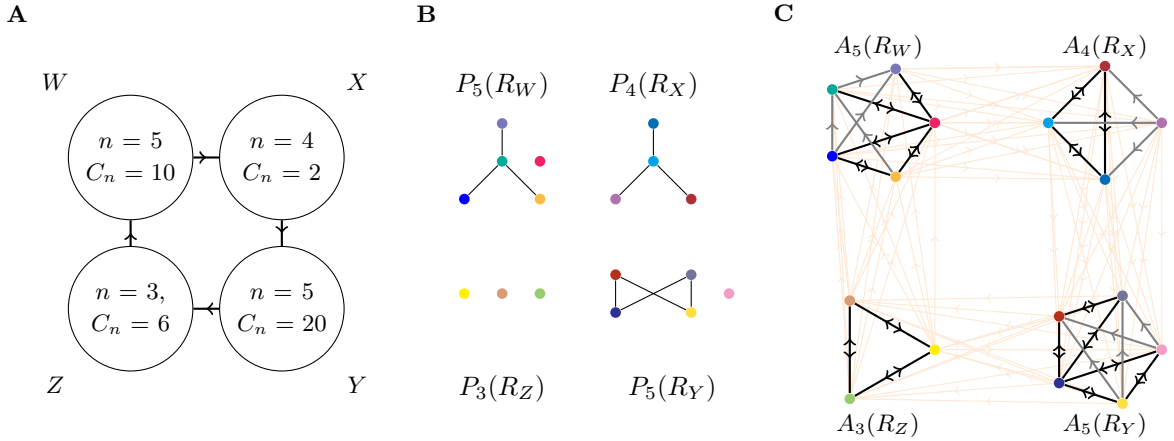 A
W
X
n = 5
C_n = 10
n = 4
C_n = 2
n = 3,
C_n = 6
n = 5
C_n = 20
Z
Y
B
P_5(R_W)
P_4(R_X)
P_3(R_Z)
P_5(R_Y)
C
A_5(R_W)
A_4(R_X)
A_3(R_Z)
A_5(R_Y)